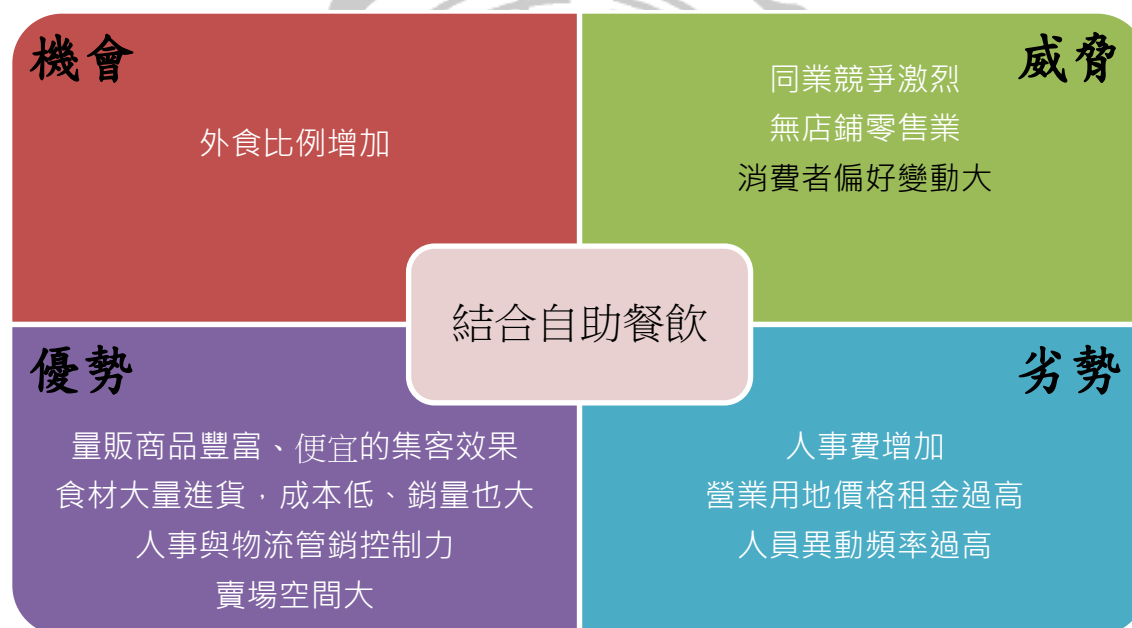 機會
外食比例增加
威脅
同業競爭激烈
無店鋪零售業
消費者偏好變動大
結合自助餐飲
優勢
量販商品豐富、便宜的集客效果
食材大量進貨，成本低、銷量也大
人事與物流管銷控制力
賣場空間大
劣勢
人事費增加
營業用地價格租金過高
人員異動頻率過高